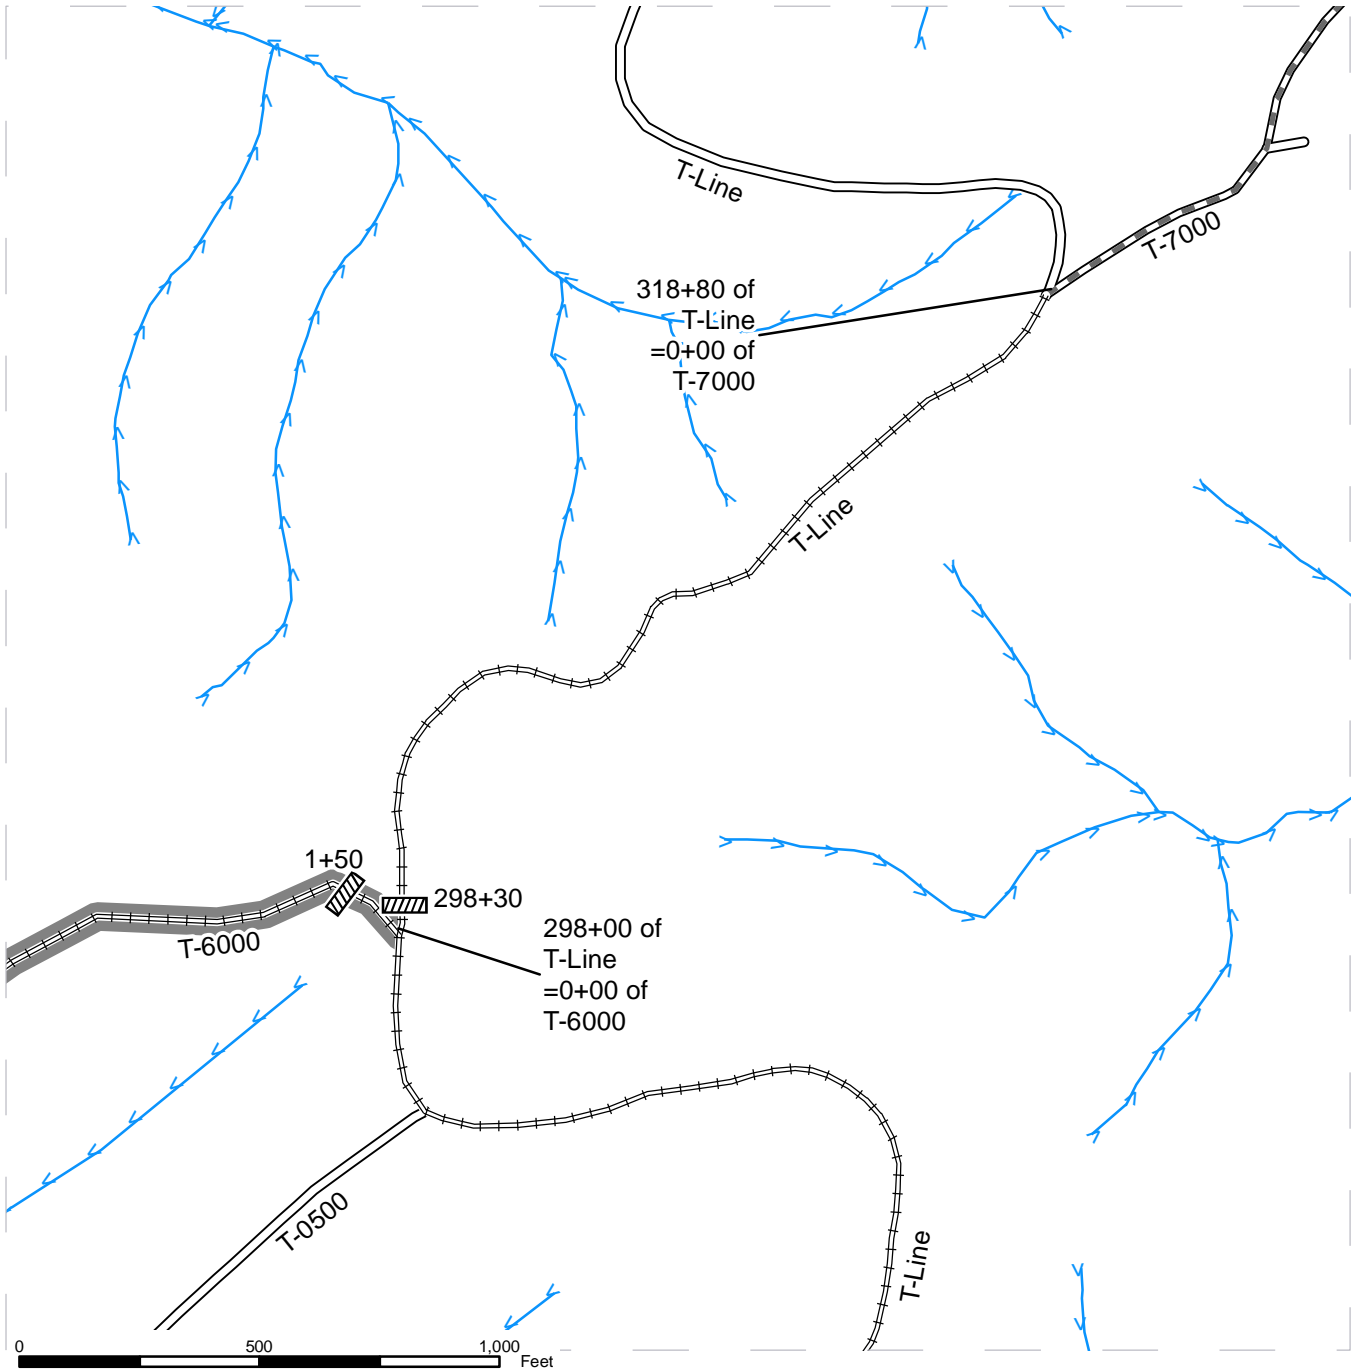 T-Line
T-7000
318+80 of
T-Line
=0+00 of
T-7000
T-Line
1+50
298+30
T-6000
298+00 of
T-Line
=0+00 of
T-6000
T-0500
T-Line
0 500 1,000
Feet